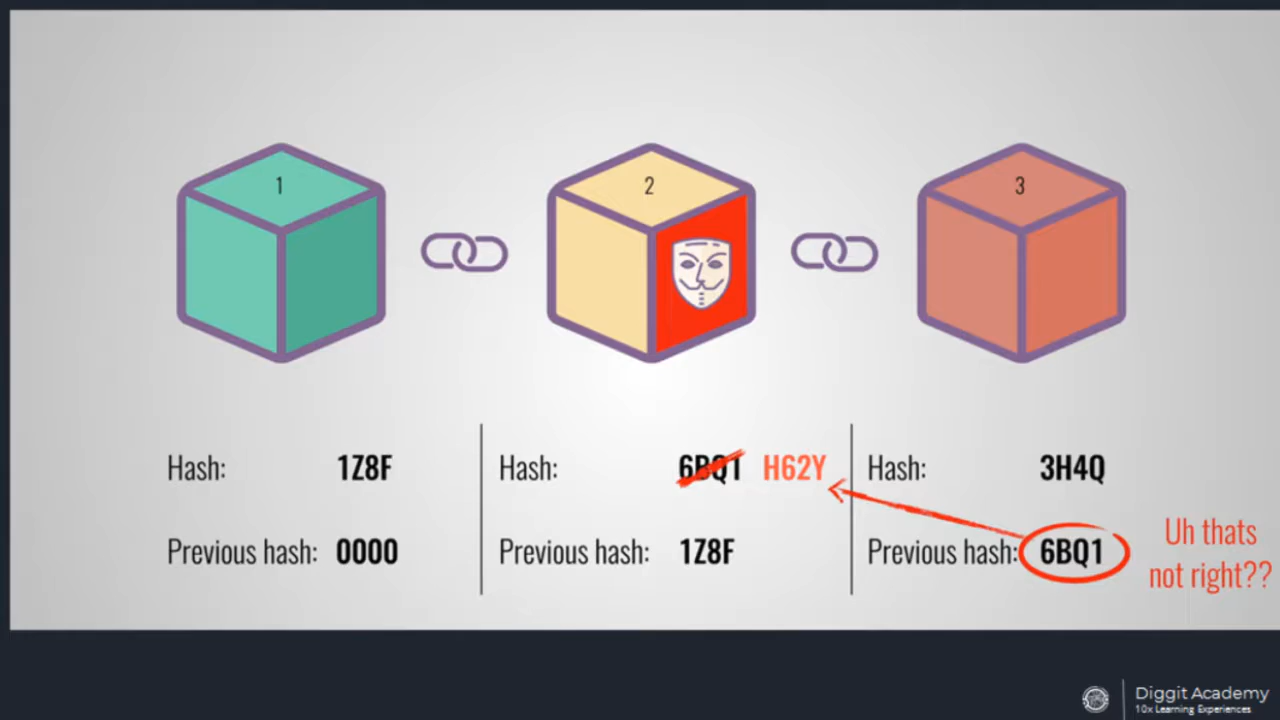 1
2
3
Hash: 1Z8F
Previous hash: 0000
Hash: 6BQ1 H62Y
Previous hash: 1Z8F
Hash: 3H4Q
Previous hash: 6BQ1
Uh thats
not right??
Diggit Academy
10x Learning Experiences